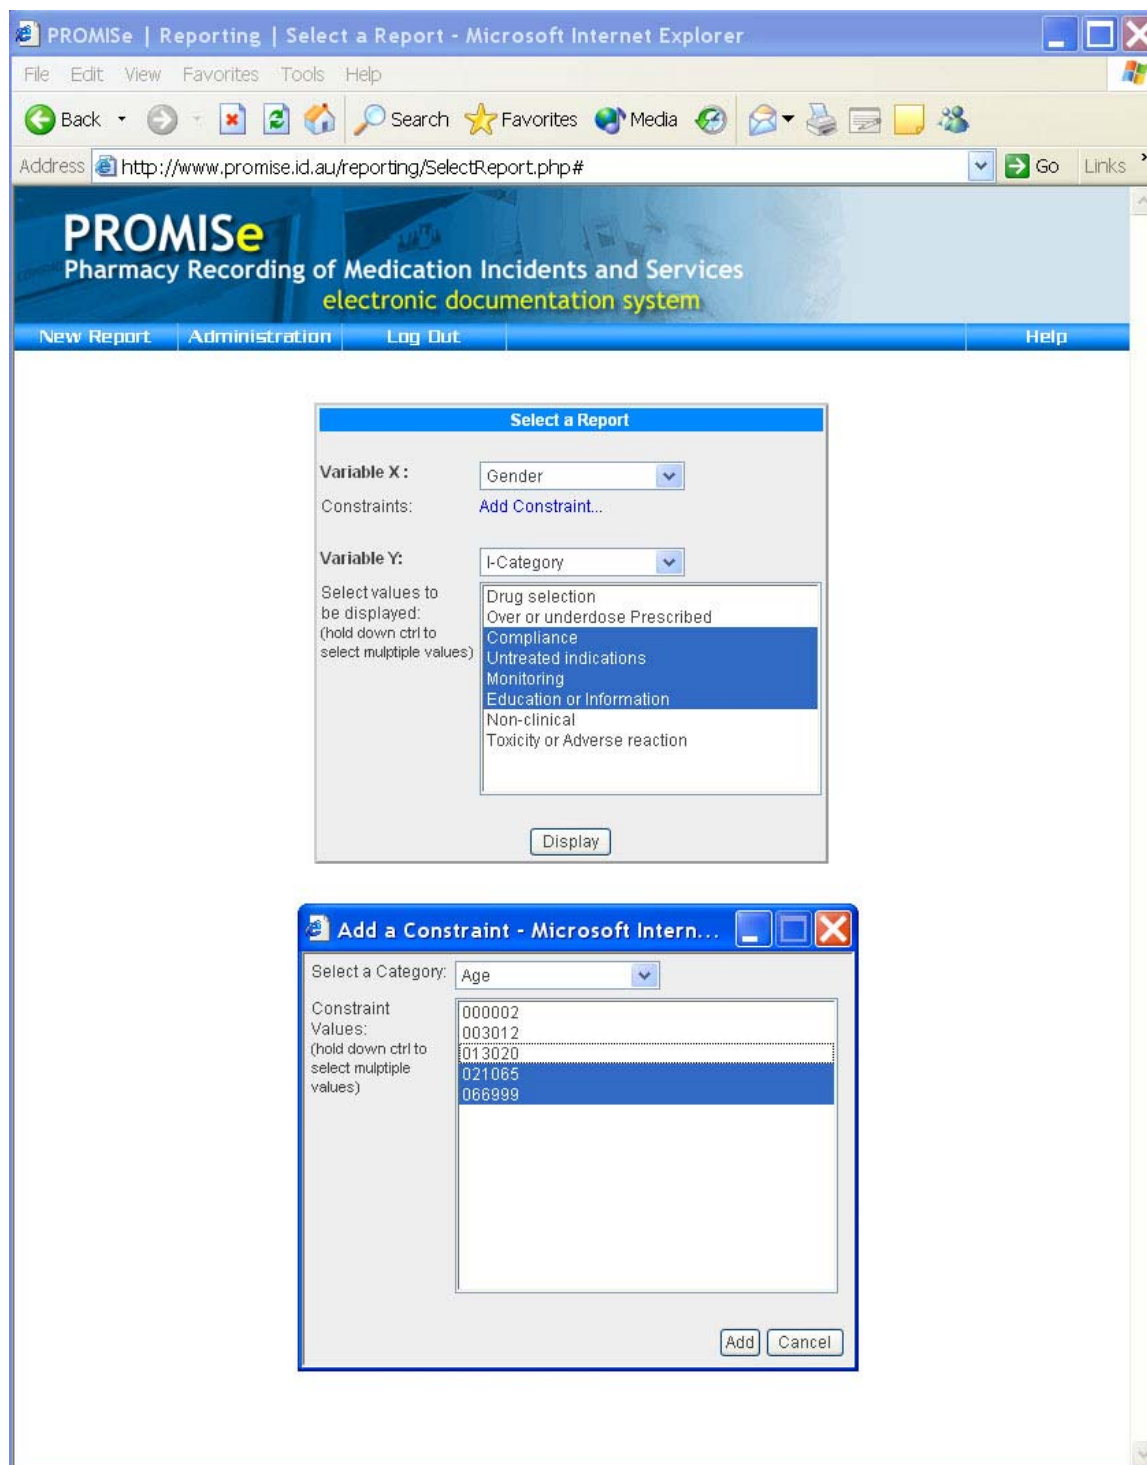 PROMISe | Reporting | Select a Report - Microsoft Internet Explorer
File Edit View Favorites Tools Help
Back Search Favorites Media
Address http://www.promise.id.au/reporting/SelectReport.php# Go Links »
PROMISe
Pharmacy Recording of Medication Incidents and Services
electronic documentation system
New Report Administration Log Out Help
Select a Report
Variable X : Gender
Constraints: Add Constraint...
Variable Y: I-Category
Select values to
be displayed:
(hold down ctrl to
select mulptiple values)
Drug selection
Over or underdose Prescribed
Compliance
Untreated indications
Monitoring
Education or Information
Non-clinical
Toxicity or Adverse reaction
Display
Add a Constraint - Microsoft Intern...
Select a Category: Age
Constraint
Values:
(hold down ctrl to
select mulptiple
values)
000002
003012
013020
021065
066999
Add Cancel